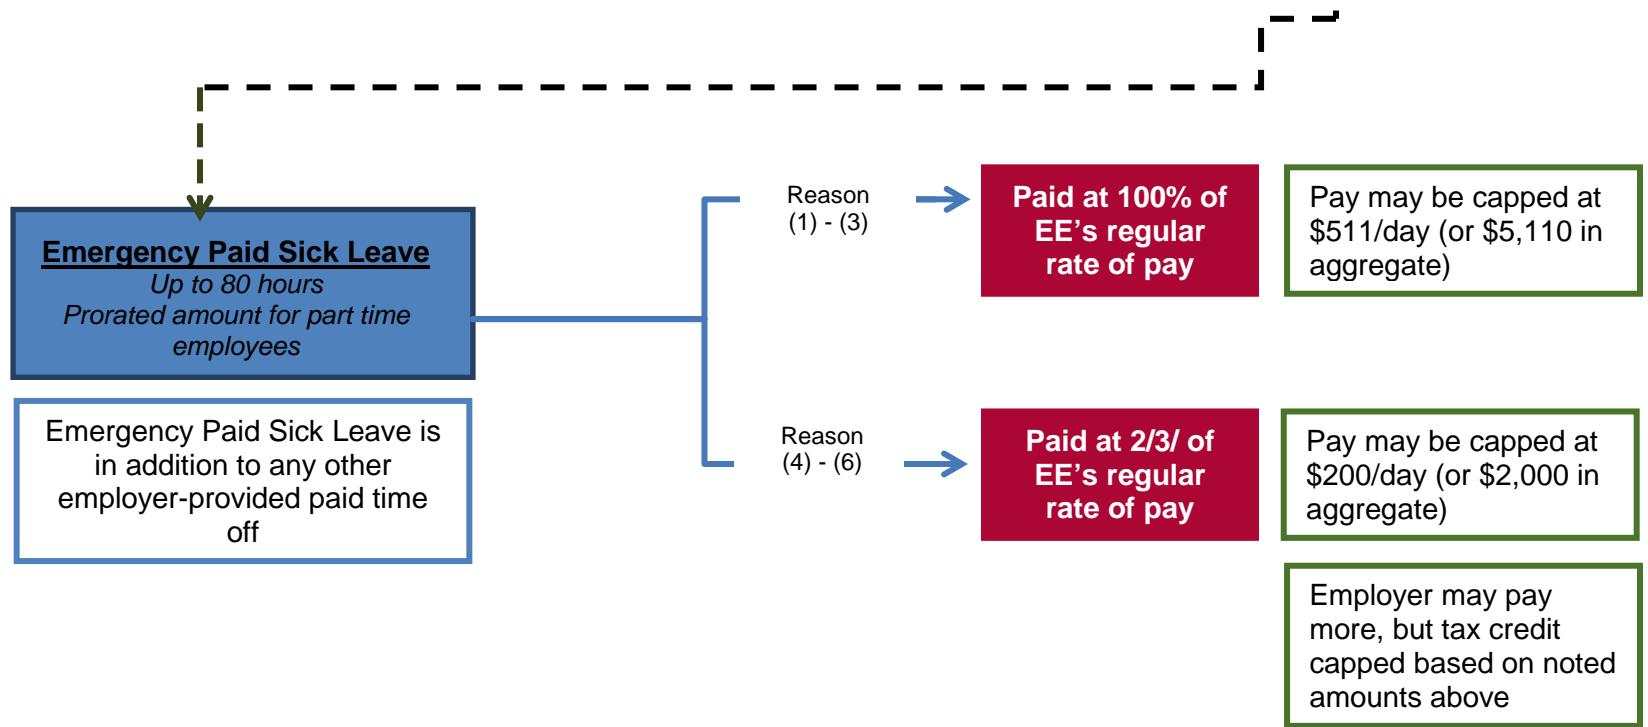 Emergency Paid Sick Leave
Up to 80 hours
Prorated amount for part time
employees
Emergency Paid Sick Leave is
in addition to any other
employer-provided paid time
off
Reason
(1) - (3)
Paid at 100% of
EE's regular
rate of pay
Pay may be capped at
$511/day (or $5,110 in
aggregate)
Reason
(4) - (6)
Paid at 2/3/ of
EE's regular
rate of pay
Pay may be capped at
$200/day (or $2,000 in
aggregate)
Employer may pay
more, but tax credit
capped based on noted
amounts above